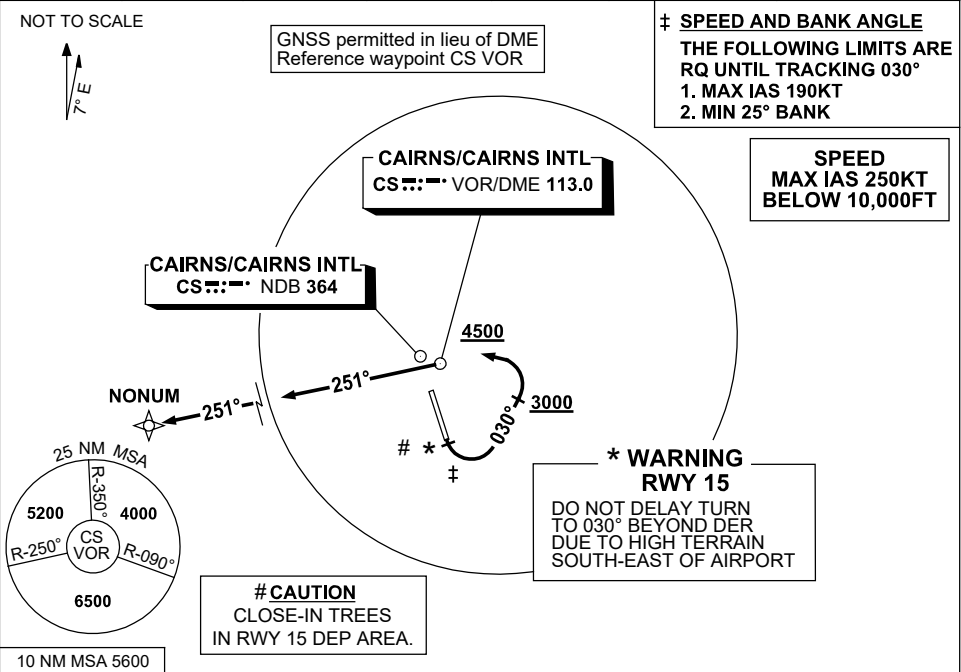 NOT TO SCALE
7° E
GNSS permitted in lieu of DME
Reference waypoint CS VOR
‡ SPEED AND BANK ANGLE
THE FOLLOWING LIMITS ARE
RQ UNTIL TRACKING 030°
1. MAX IAS 190KT
2. MIN 25° BANK
SPEED
MAX IAS 250KT
BELOW 10,000FT
CAIRNS/CAIRNS INTL
CS VOR/DME 113.0
CAIRNS/CAIRNS INTL
CS NDB 364
4500
251°
251°
NONUM
3000
030°
# *
‡
* WARNING
RWY 15
DO NOT DELAY TURN
TO 030° BEYOND DER
DUE TO HIGH TERRAIN
SOUTH-EAST OF AIRPORT
25 NM MSA
R-350°
5200
4000
CS
VOR
R-250°
R-090°
6500
# CAUTION
CLOSE-IN TREES
IN RWY 15 DEP AREA.
10 NM MSA 5600